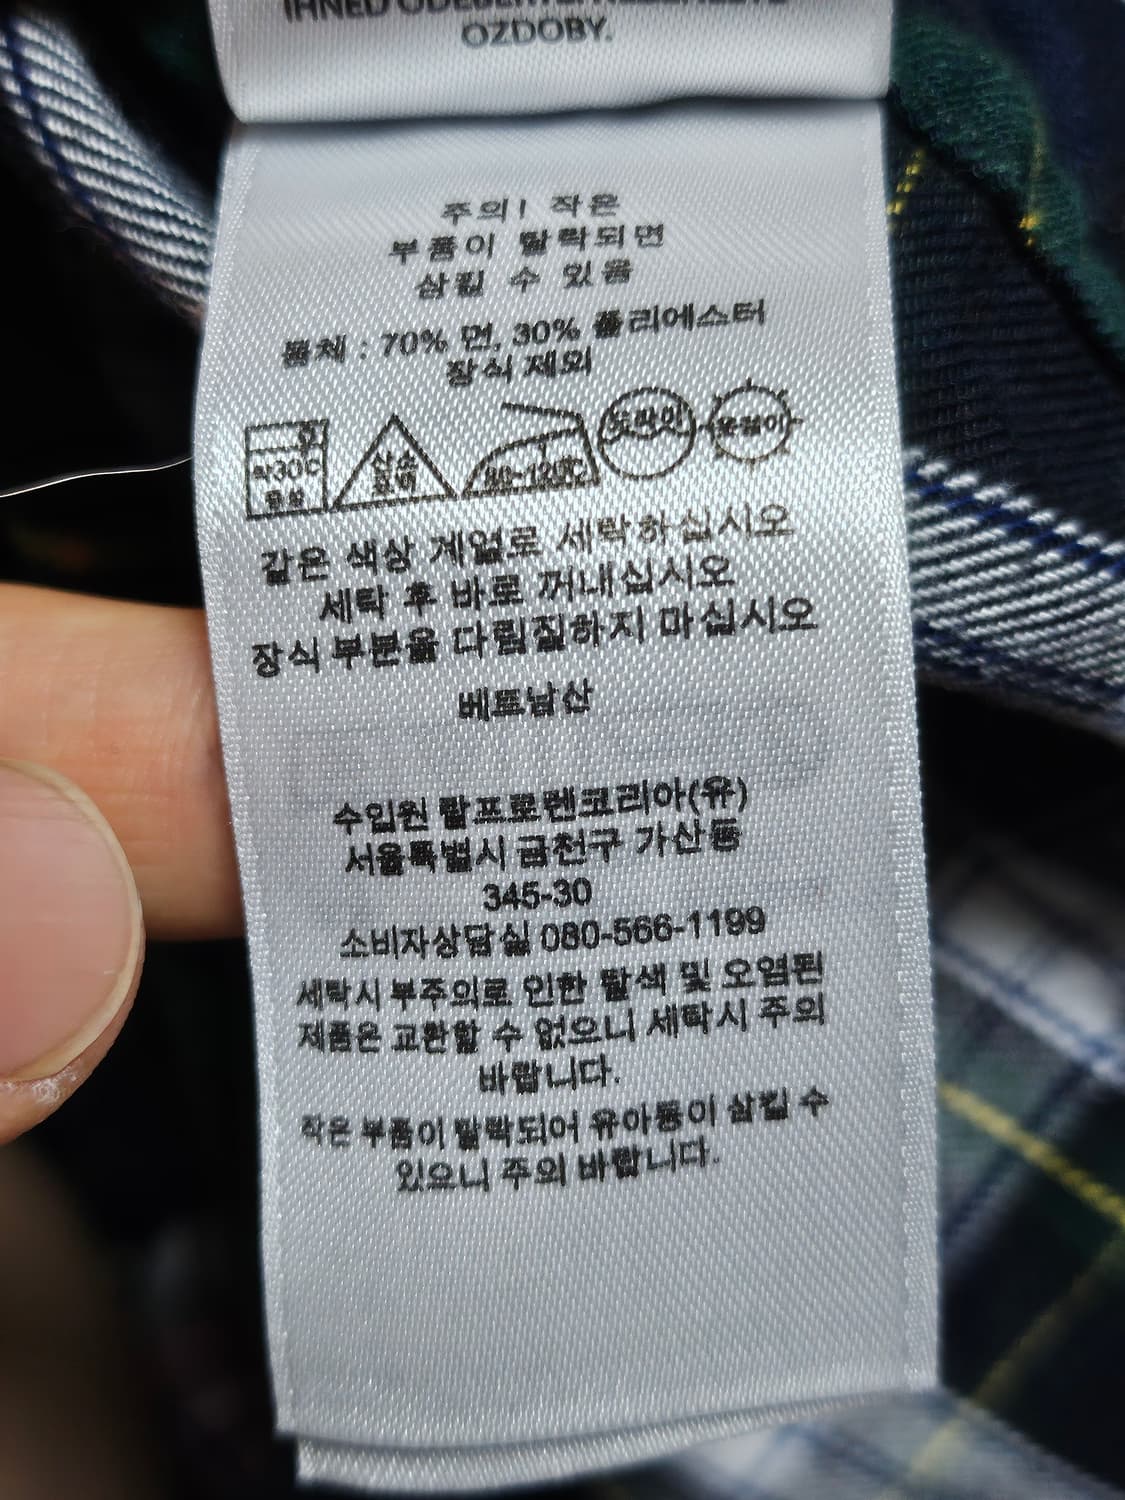 OZDOBY.
주의! 작은
부품이 탈락되면
삼킬 수 있음
몸체 : 70% 면, 30% 폴리에스터
장식 제외
약30℃
중성
산소
표백
80~120℃
드라이
옷걸이
같은 색상 계열로 세탁하십시오
세탁 후 바로 꺼내십시오
장식 부분을 다림질하지 마십시오
베트남산
수입원 랄프로렌코리아(유)
서울특별시 금천구 가산동
345-30
소비자상담실 080-566-1199
세탁시 부주의로 인한 탈색 및 오염된
제품은 교환할 수 없으니 세탁시 주의
바랍니다.
작은 부품이 탈락되어 유아동이 삼킬 수
있으니 주의 바랍니다.